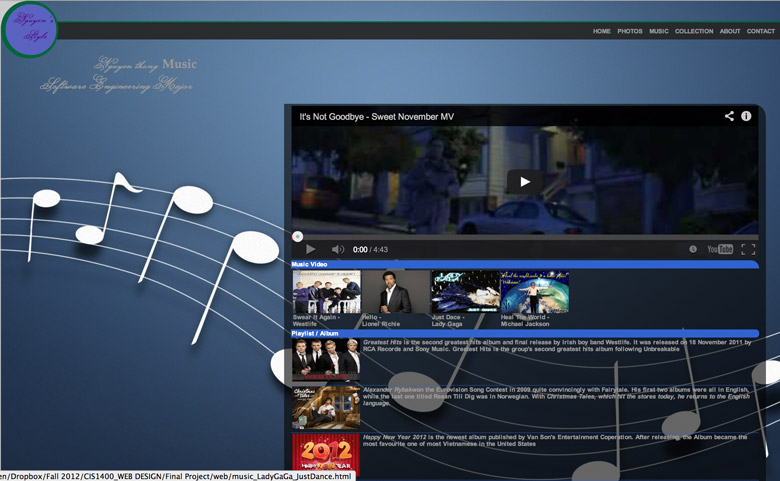 Nguyen's
Style
HOME PHOTOS MUSIC COLLECTION ABOUT CONTACT
Nguyen thong Music
Software Engineering Major
It's Not Goodbye - Sweet November MV
0:00 / 4:43
YouTube
Music Video
Swear It Again -
Westlife
Hello -
Lionel Richie
Just Dace -
Lady Gaga
Heal The World -
Michael Jackson
Playlist / Album
Greatest Hits is the second greatest hits album and final release by Irish boy band Westlife. It was released on 18 November 2011 by
RCA Records and Sony Music. Greatest Hits is the group's second greatest hits album following Unbreakable
Alexander Rybakwon the Eurovision Song Contest in 2009 quite convincingly with Fairytale. His first two albums were all in English,
while the last one titled Resan Till Dig was in Norwegian. With Christmas Tales, which hit the stores today, he returns to the English
language.
Happy New Year 2012 is the newest album published by Van Son's Entertainment Coperation. After releasing, the Album became the
most favourite one of most Vietnamese in the United States
2012
en/Dropbox/Fall 2012/CIS1400_WEB DESIGN/Final Project/web/music_LadyGaGa_JustDance.html